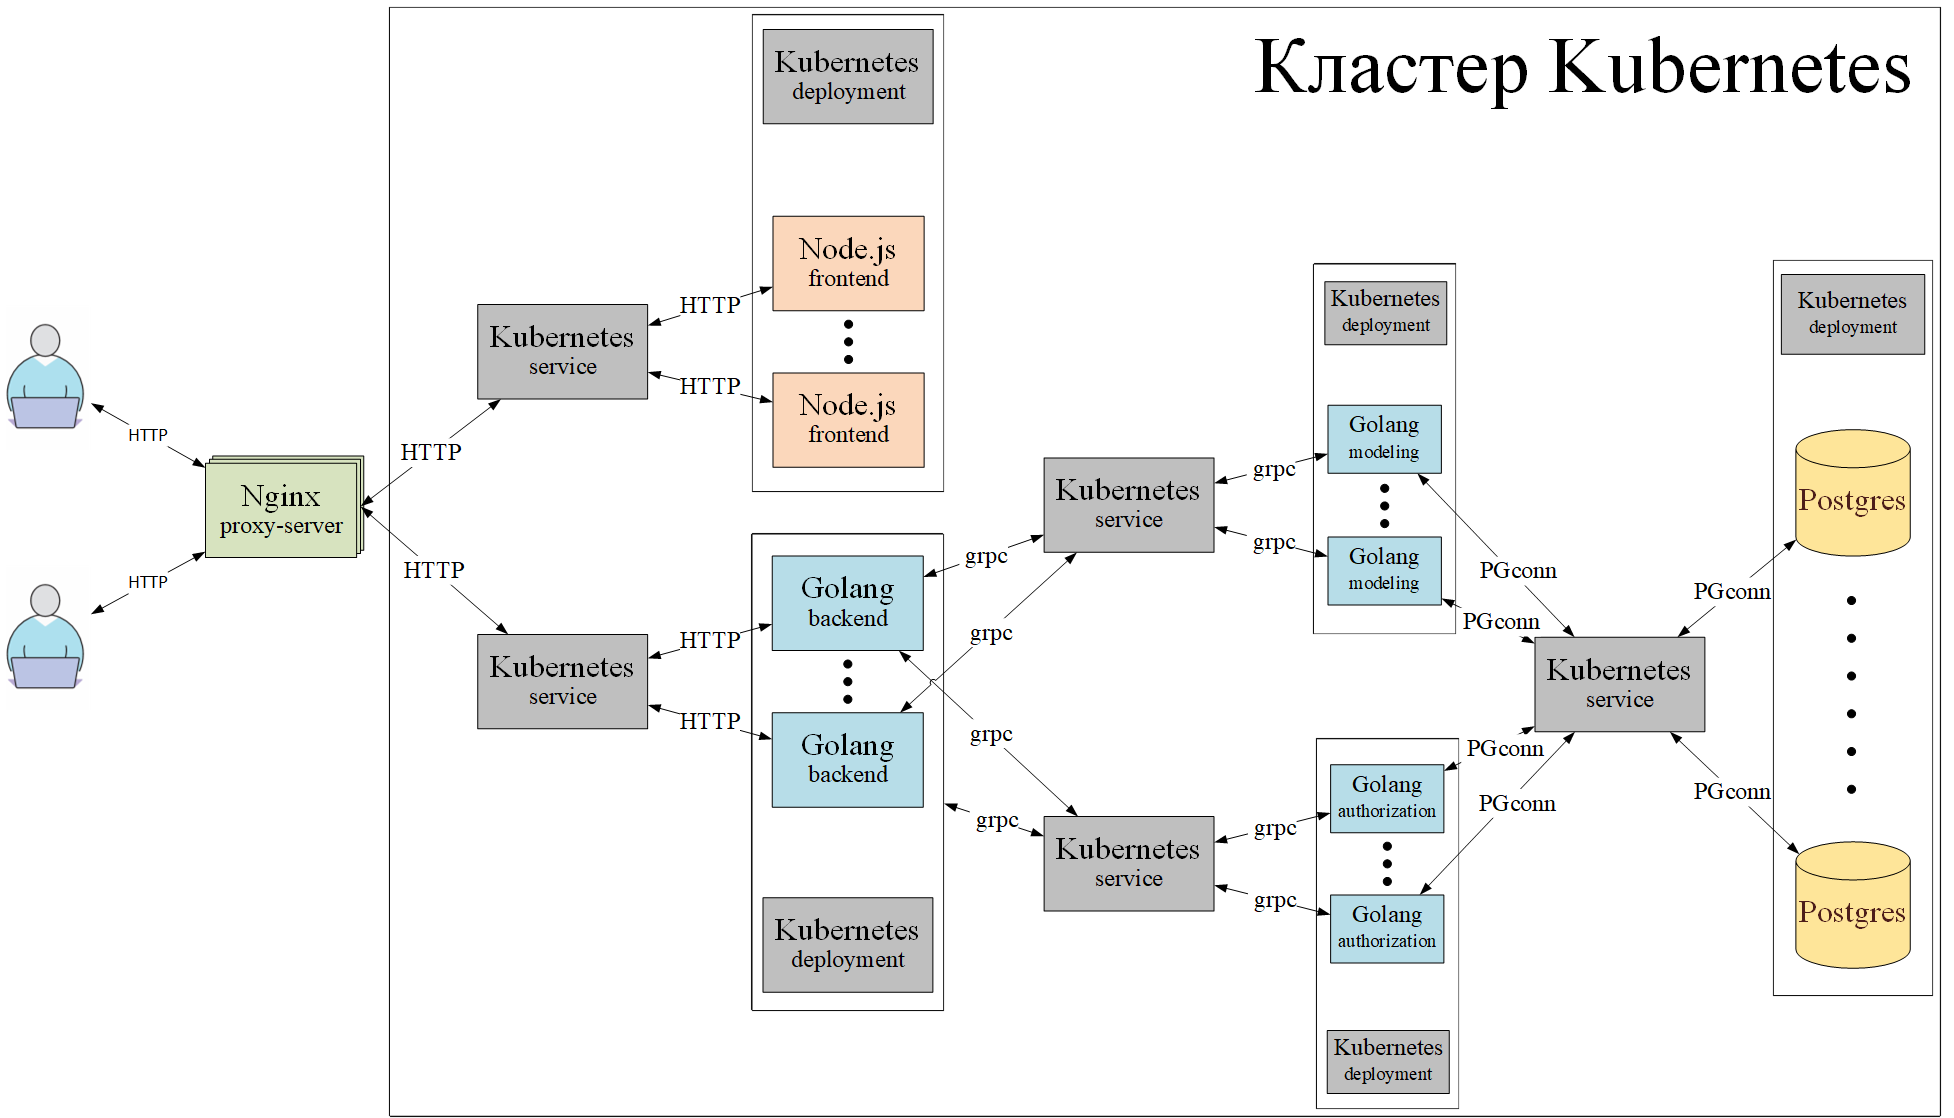 Кластер Kubernetes
HTTP
HTTP
Nginx
proxy-server
HTTP
HTTP
Kubernetes
service
Kubernetes
service
HTTP
HTTP
HTTP
HTTP
Kubernetes
deployment
Node.js
frontend
Node.js
frontend
Golang
backend
Golang
backend
Kubernetes
deployment
grpc
grpc
grpc
grpc
Kubernetes
service
Kubernetes
service
grpc
grpc
grpc
grpc
Kubernetes
deployment
Golang
modeling
Golang
modeling
Golang
authorization
Golang
authorization
Kubernetes
deployment
PGconn
PGconn
PGconn
PGconn
Kubernetes
service
PGconn
PGconn
Kubernetes
deployment
Postgres
Postgres